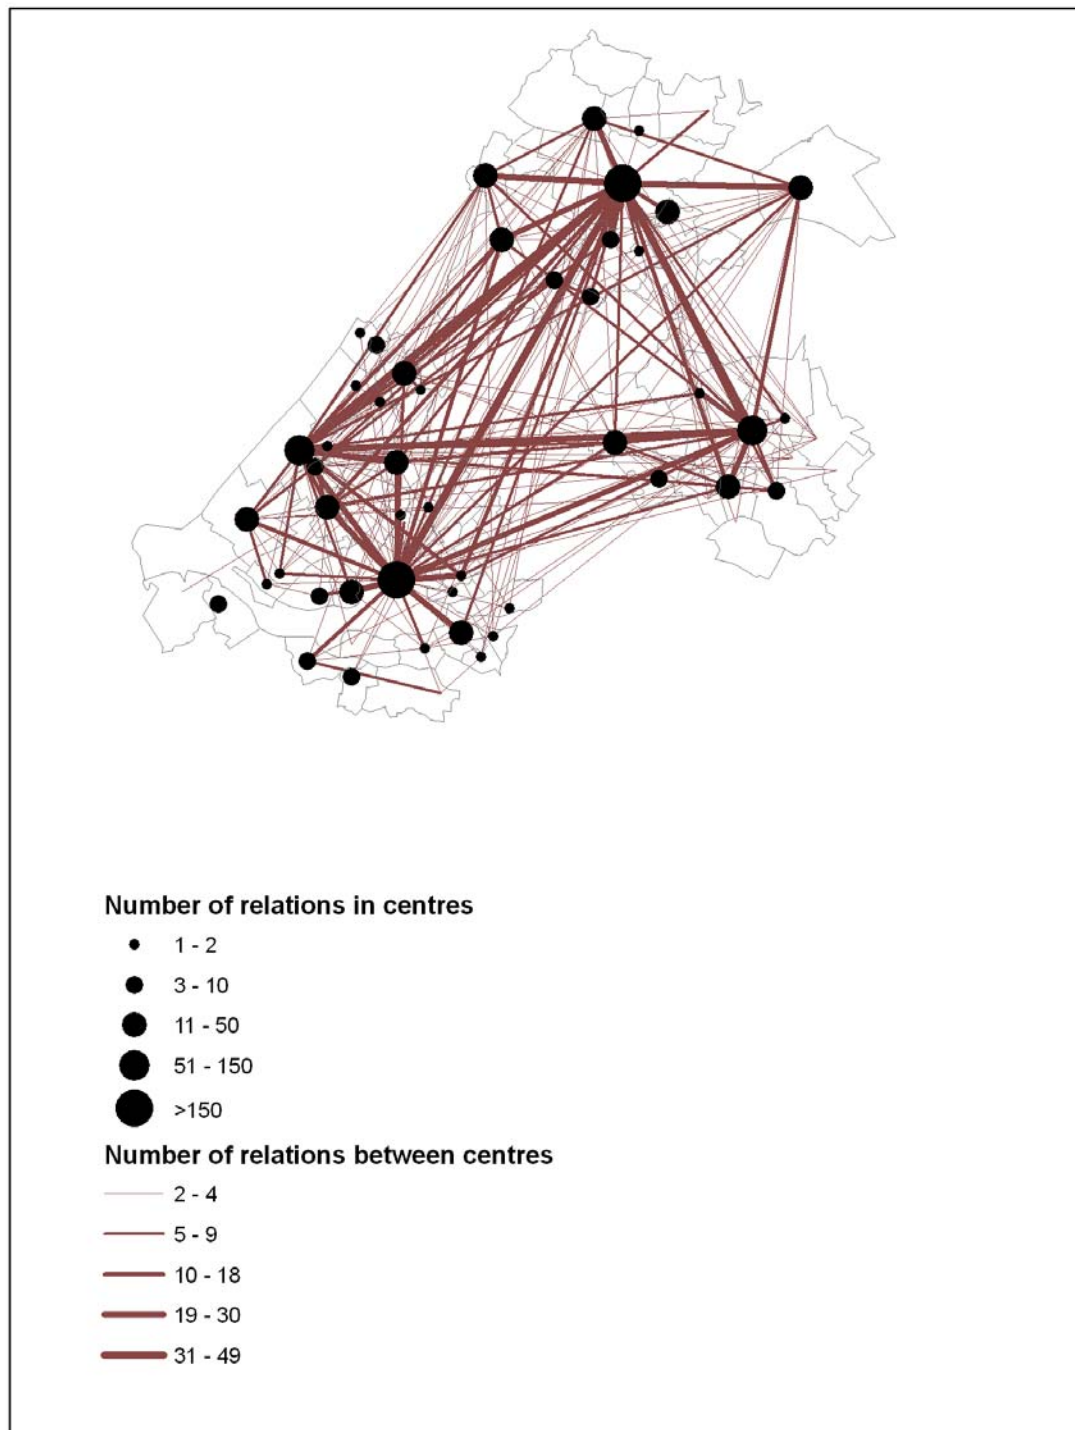 Number of relations in centres
1 - 2
3 - 10
11 - 50
51 - 150
>150
Number of relations between centres
2 - 4
5 - 9
10 - 18
19 - 30
31 - 49